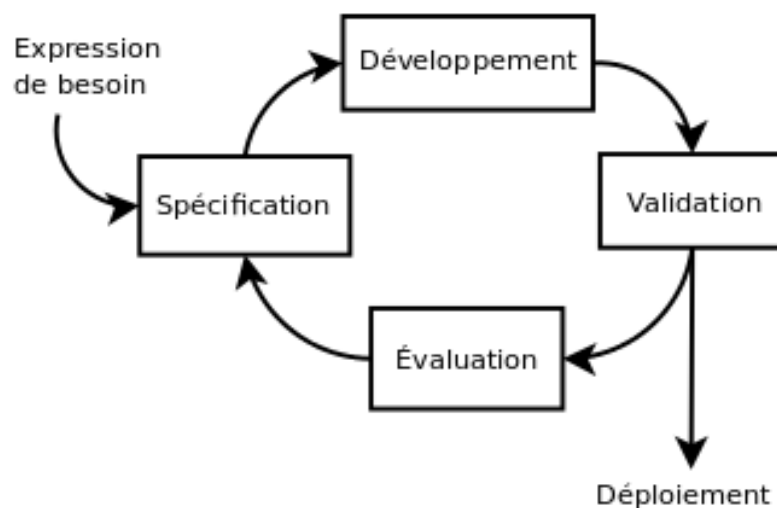 Expression
de besoin
Développement
Spécification
Validation
Évaluation
Déploiement